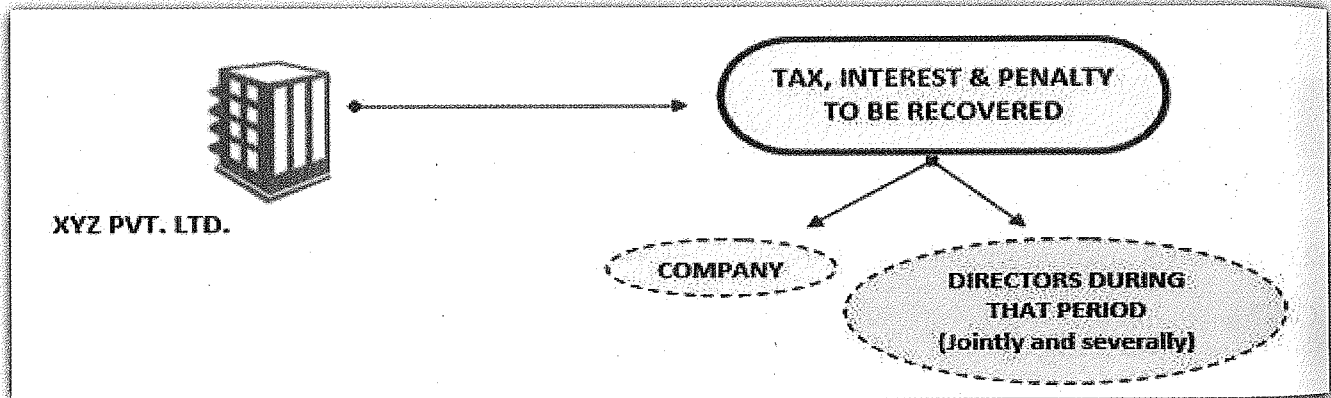 TAX, INTEREST & PENALTY
TO BE RECOVERED
XYZ PVT. LTD.
COMPANY
DIRECTORS DURING
THAT PERIOD
(Jointly and severally)